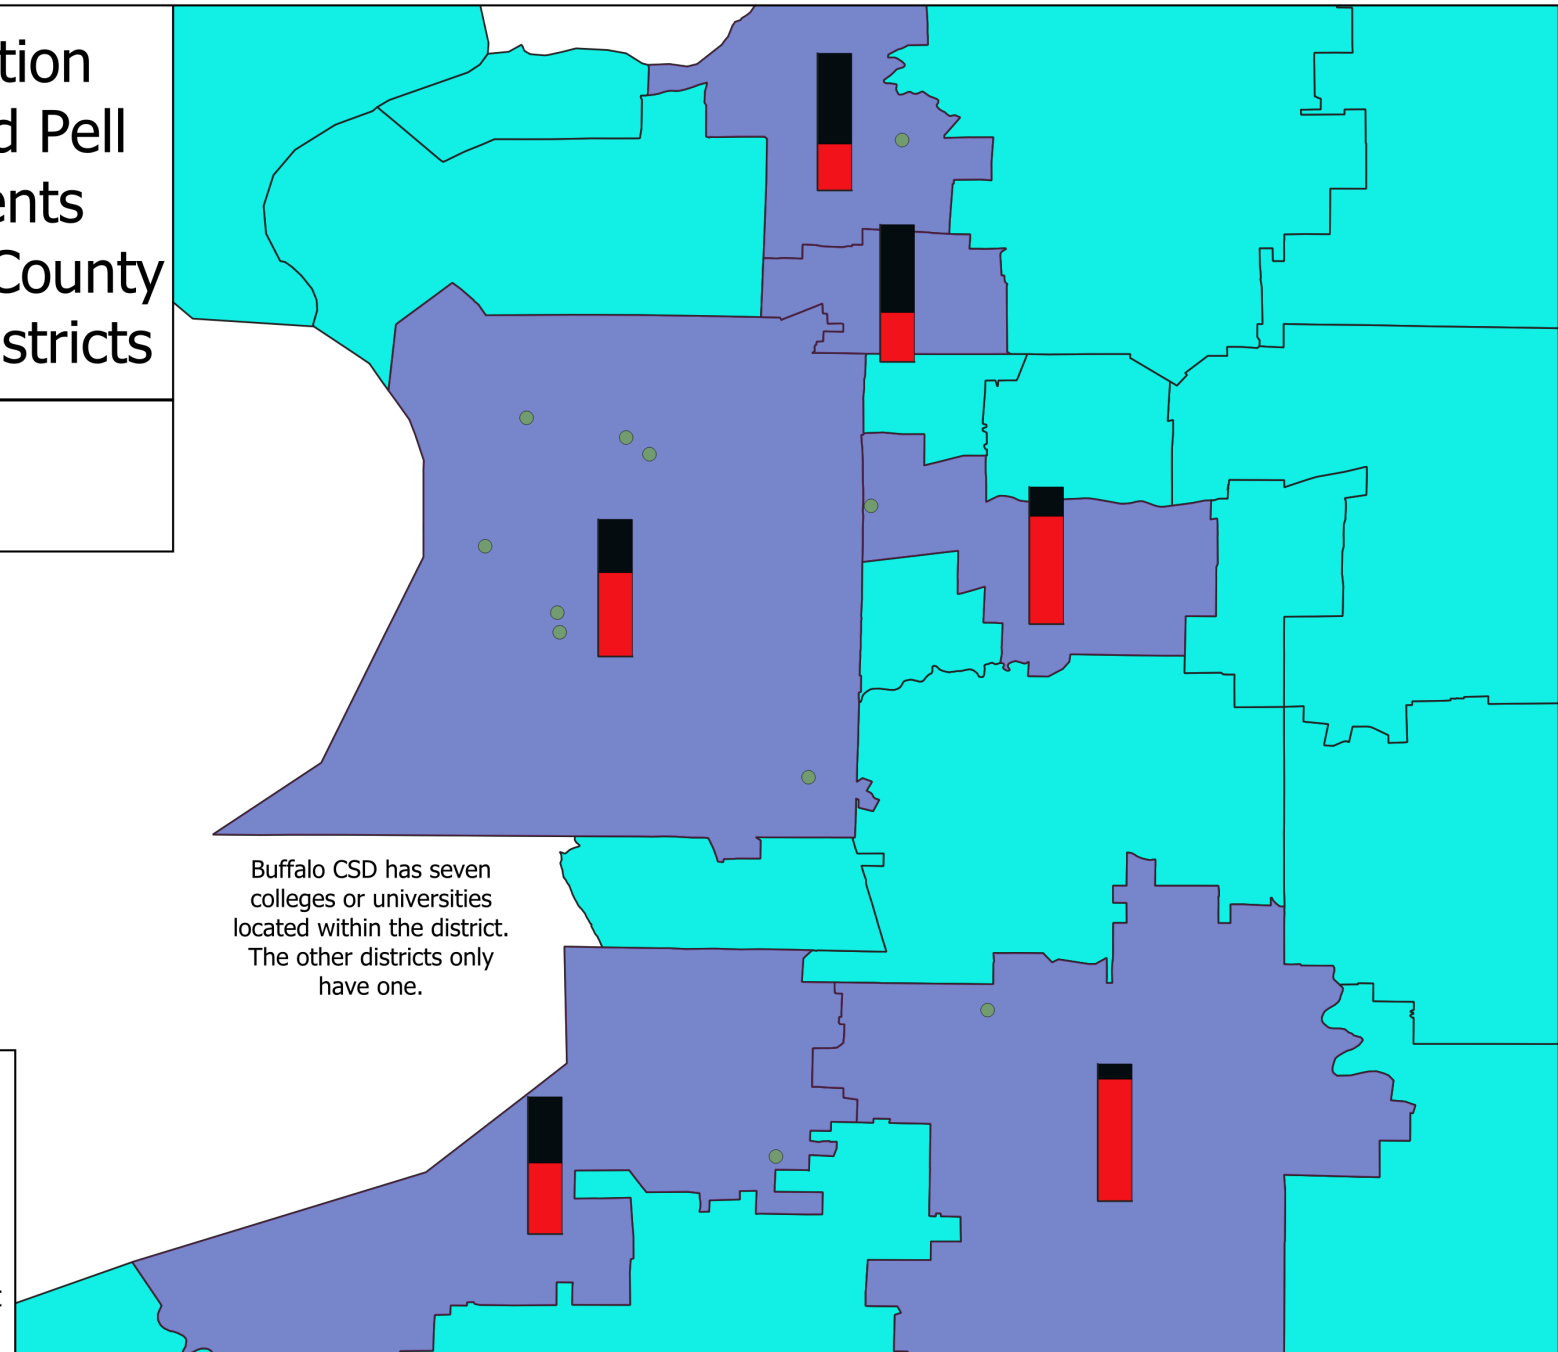 tion
d Pell
ents
County
stricts
Buffalo CSD has seven
colleges or universities
located within the district.
The other districts only
have one.